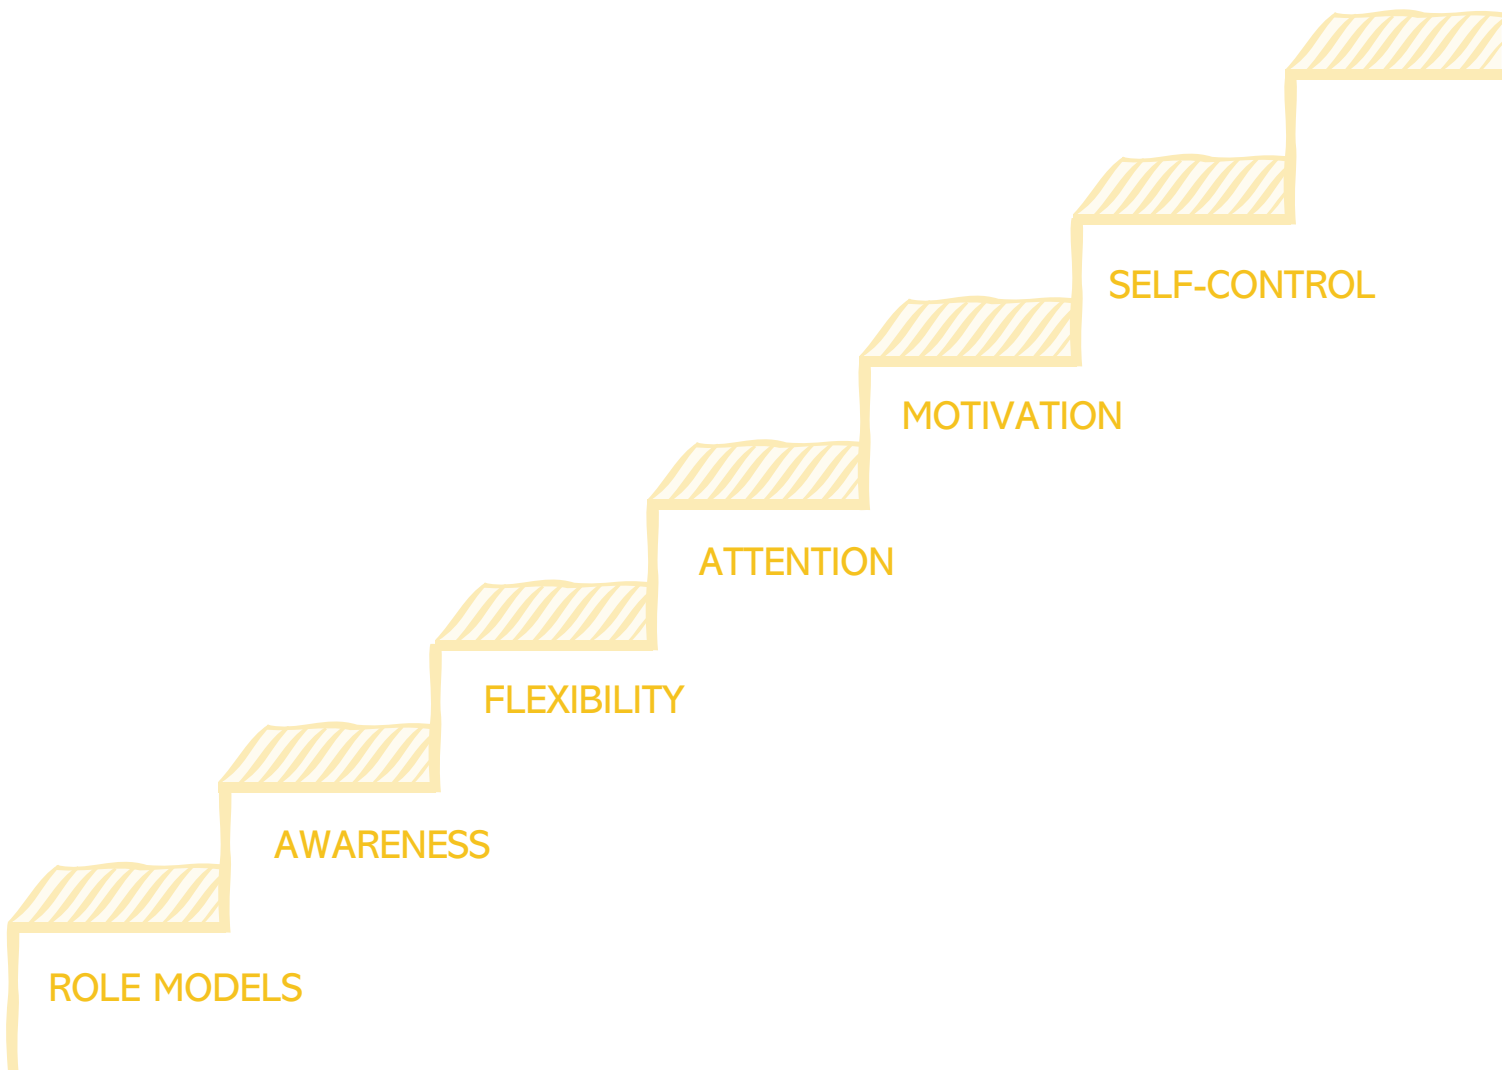 SELF-CONTROL
MOTIVATION
ATTENTION
FLEXIBILITY
AWARENESS
ROLE MODELS